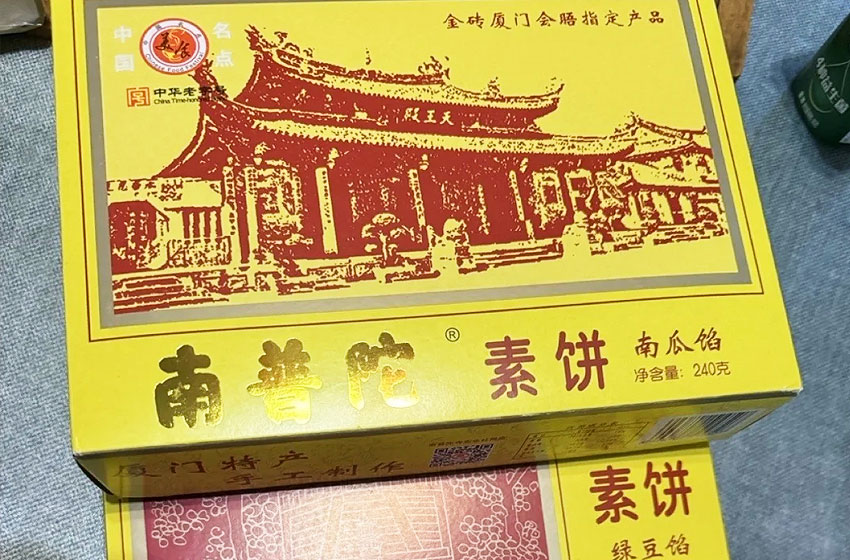 金砖厦门会晤指定产品
中国
名点
中华老字号
China Time-honored
天王殿
南普陀®
素饼
南瓜馅
净含量：240克
厦门特产
手工制作
素饼
绿豆馅